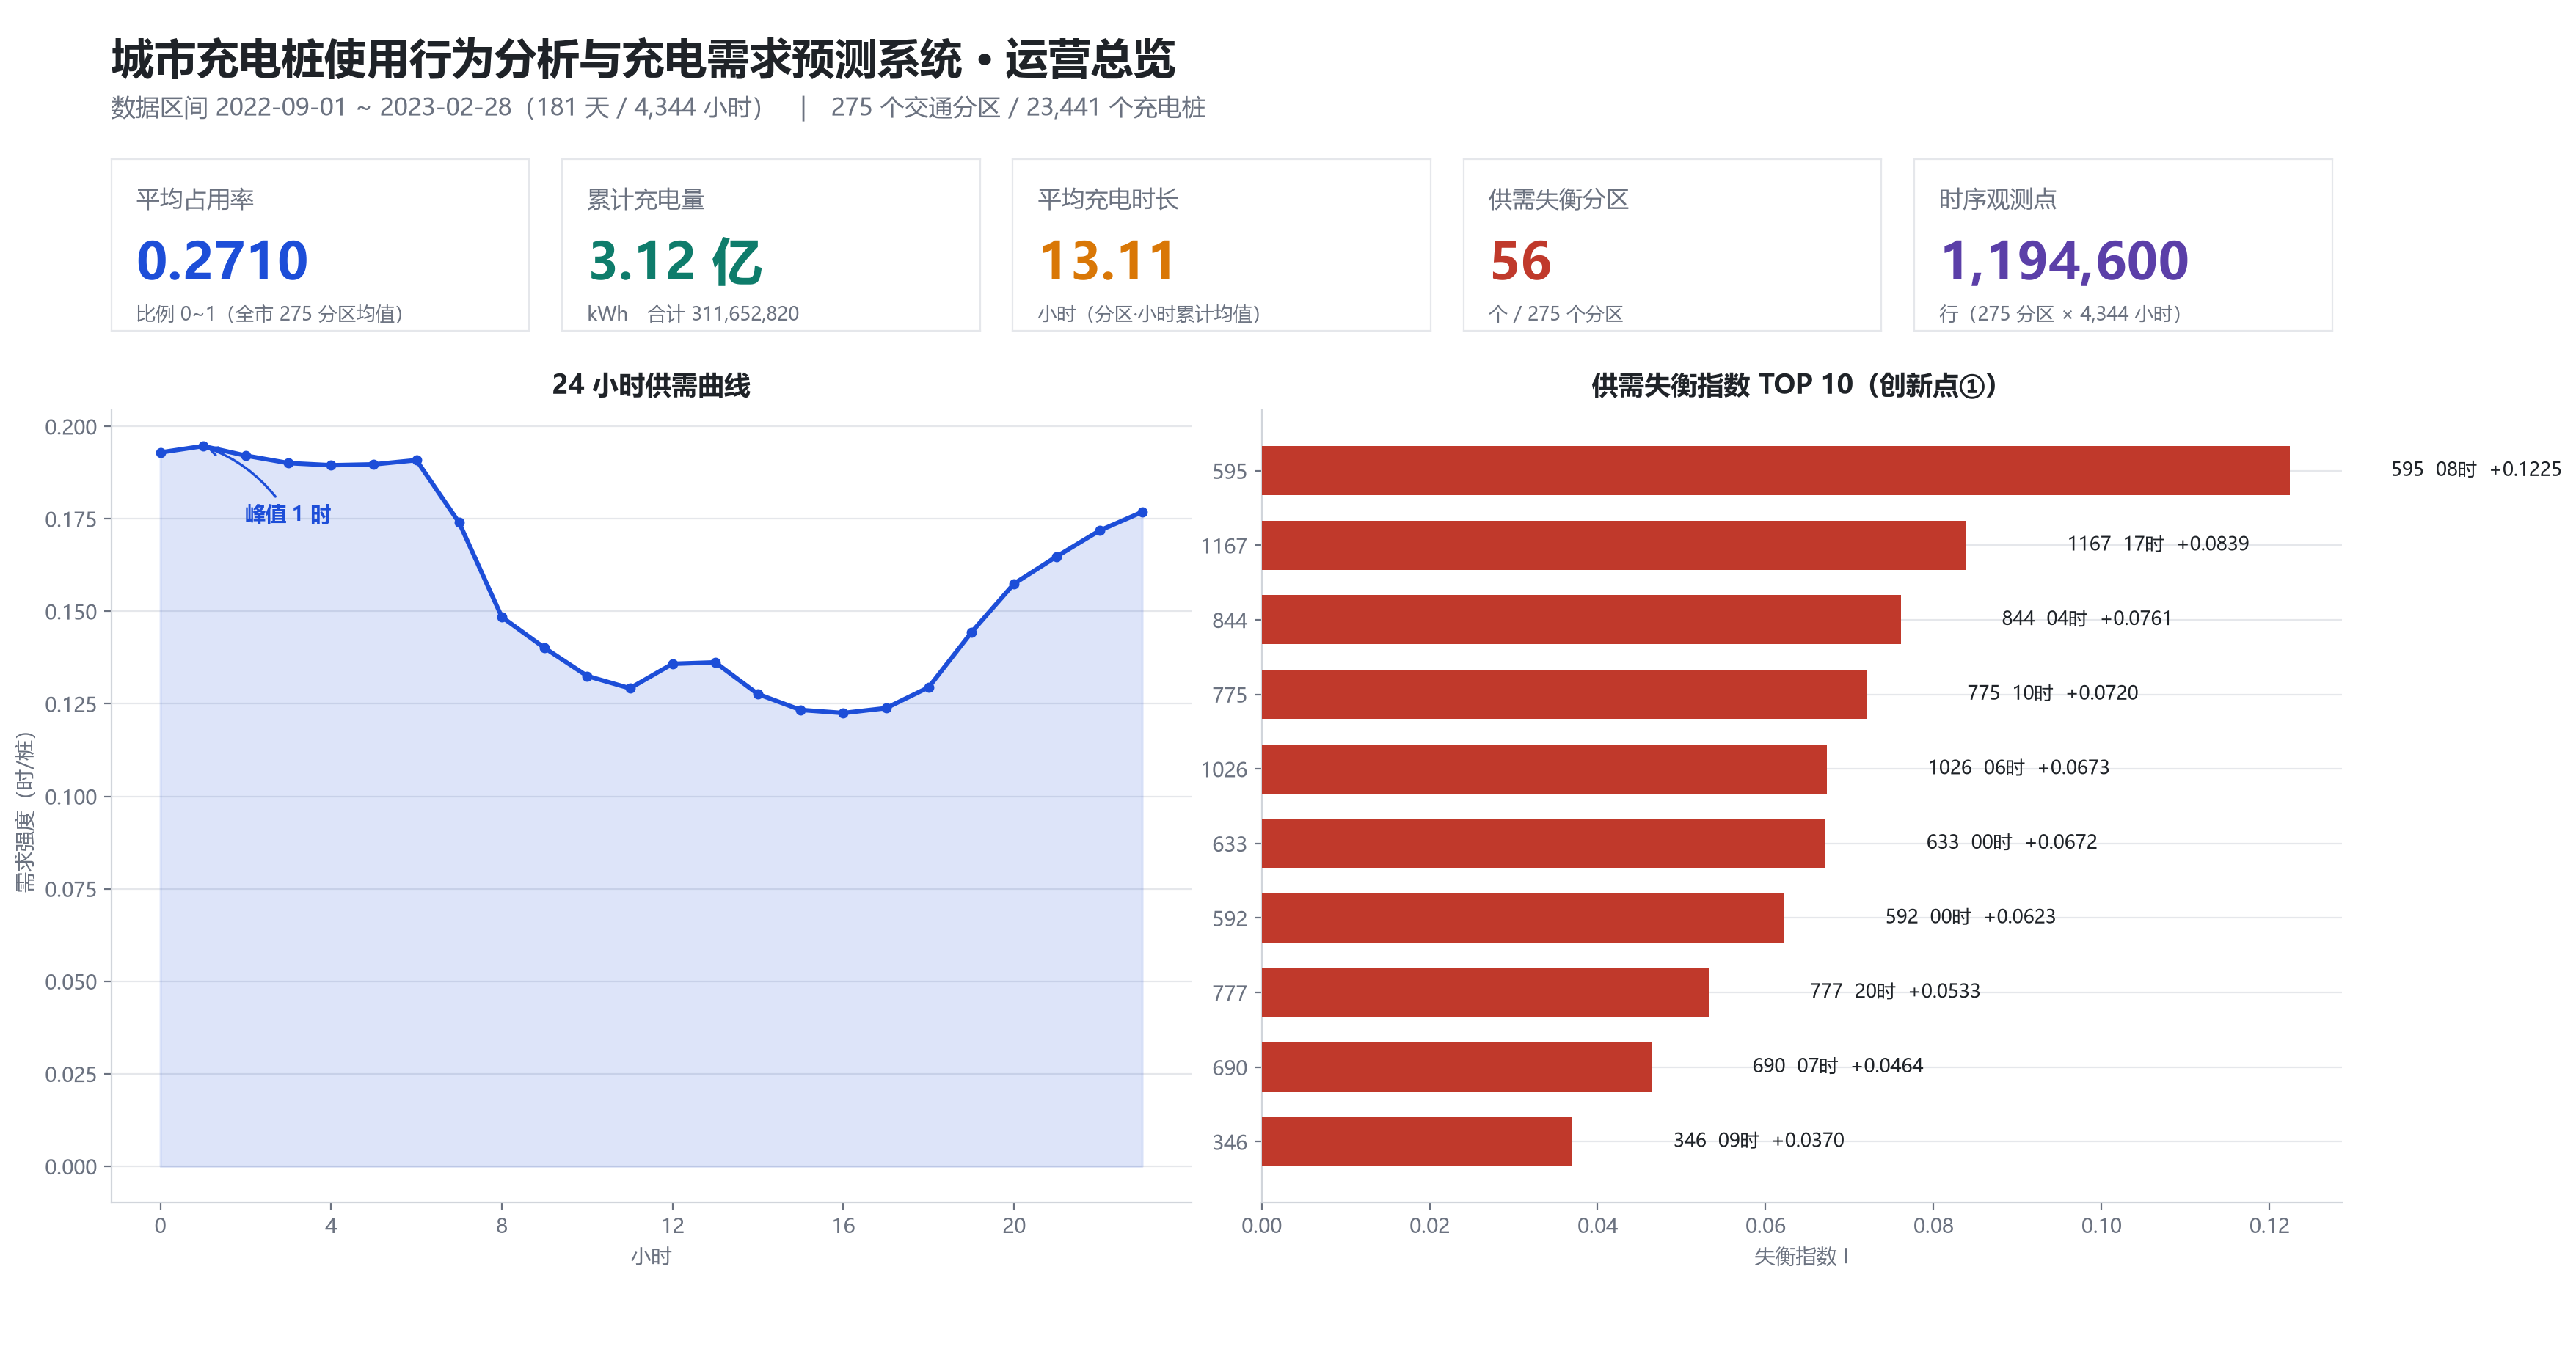 城市充电桩使用行为分析与充电需求预测系统 · 运营总览
数据区间 2022-09-01 ~ 2023-02-28（181 天 / 4,344 小时） | 275 个交通分区 / 23,441 个充电桩
平均占用率
0.2710
比例 0~1（全市 275 分区均值）
累计充电量
3.12 亿
kWh 合计 311,652,820
平均充电时长
13.11
小时（分区·小时累计均值）
供需失衡分区
56
个 / 275 个分区
时序观测点
1,194,600
行（275 分区 × 4,344 小时）
24 小时供需曲线
需求强度（时/桩）
0.200
0.175
0.150
0.125
0.100
0.075
0.050
0.025
0.000
峰值 1 时
0 4 8 12 16 20
小时
供需失衡指数 TOP 10（创新点①）
595 595 08时 +0.1225
1167 1167 17时 +0.0839
844 844 04时 +0.0761
775 775 10时 +0.0720
1026 1026 06时 +0.0673
633 633 00时 +0.0672
592 592 00时 +0.0623
777 777 20时 +0.0533
690 690 07时 +0.0464
346 346 09时 +0.0370
0.00 0.02 0.04 0.06 0.08 0.10 0.12
失衡指数 I